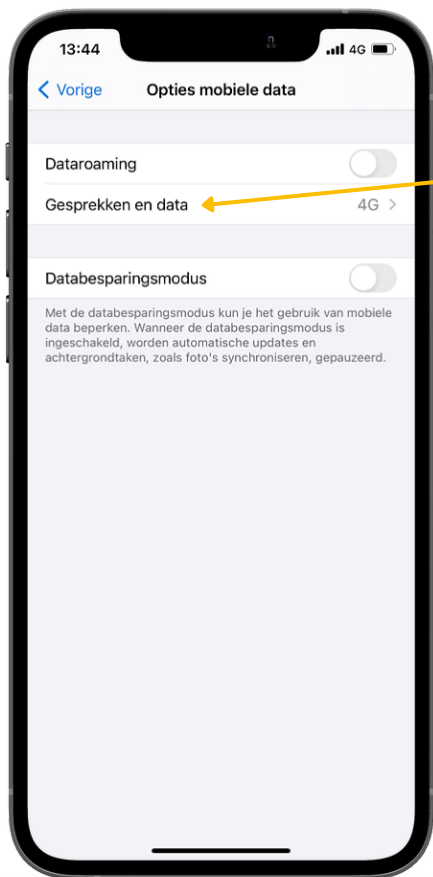 13:44 4G
Vorige Opties mobiele data
Dataroaming
Gesprekken en data 4G
Databesparingsmodus
Met de databesparingsmodus kun je het gebruik van mobiele
data beperken. Wanneer de databesparingsmodus is
ingeschakeld, worden automatische updates en
achtergrondtaken, zoals foto's synchroniseren, gepauzeerd.